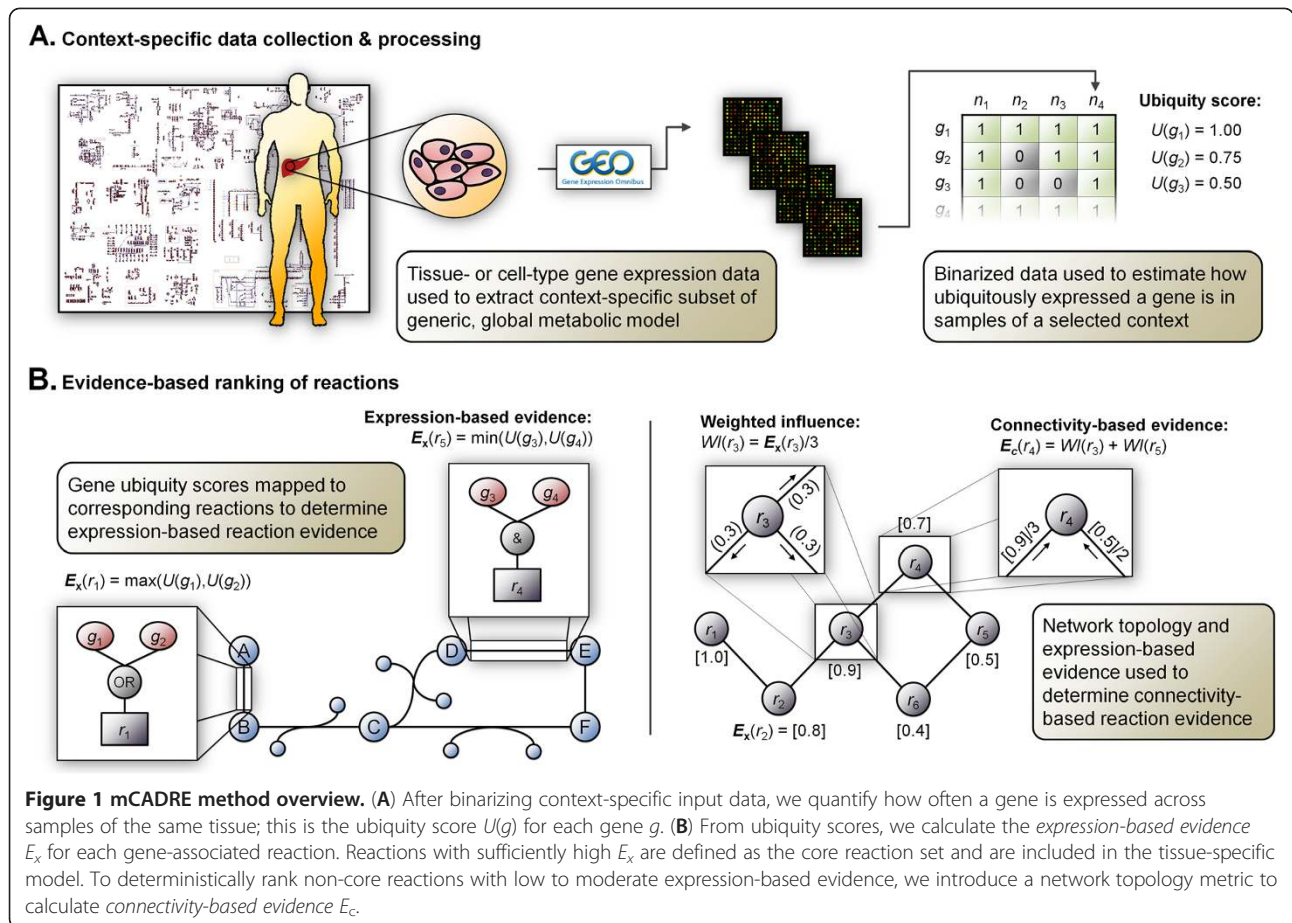 A. Context-specific data collection & processing
GEO
Gene Expression Omnibus
n1 n2 n3 n4
g1 1 1 1 1
g2 1 0 1 1
g3 1 0 0 1
g4 1 1 1 1
Ubiquity score:
U(g1) = 1.00
U(g2) = 0.75
U(g3) = 0.50
Tissue- or cell-type gene expression data
used to extract context-specific subset of
generic, global metabolic model
Binarized data used to estimate how
ubiquitously expressed a gene is in
samples of a selected context
B. Evidence-based ranking of reactions
Expression-based evidence:
Ex(r5) = min(U(g3),U(g4))
Gene ubiquity scores mapped to
corresponding reactions to determine
expression-based reaction evidence
g3 g4
&
r4
Ex(r1) = max(U(g1),U(g2))
g1 g2
OR
r1
A
B
C
D
E
F
Weighted influence:
WI(r3) = Ex(r3)/3
Connectivity-based evidence:
Ec(r4) = WI(r3) + WI(r5)
r3
(0.3)
(0.3)
(0.3)
r4
[0.9]/3
[0.5]/2
[0.7]
r4
r1
[1.0]
r3
[0.9]
r5
[0.5]
r2
Ex(r2) = [0.8]
r6
[0.4]
Network topology and
expression-based
evidence used to
determine connectivity-
based reaction evidence
Figure 1 mCADRE method overview. (A) After binarizing context-specific input data, we quantify how often a gene is expressed across
samples of the same tissue; this is the ubiquity score U(g) for each gene g. (B) From ubiquity scores, we calculate the expression-based evidence
Ex for each gene-associated reaction. Reactions with sufficiently high Ex are defined as the core reaction set and are included in the tissue-specific
model. To deterministically rank non-core reactions with low to moderate expression-based evidence, we introduce a network topology metric to
calculate connectivity-based evidence Ec.